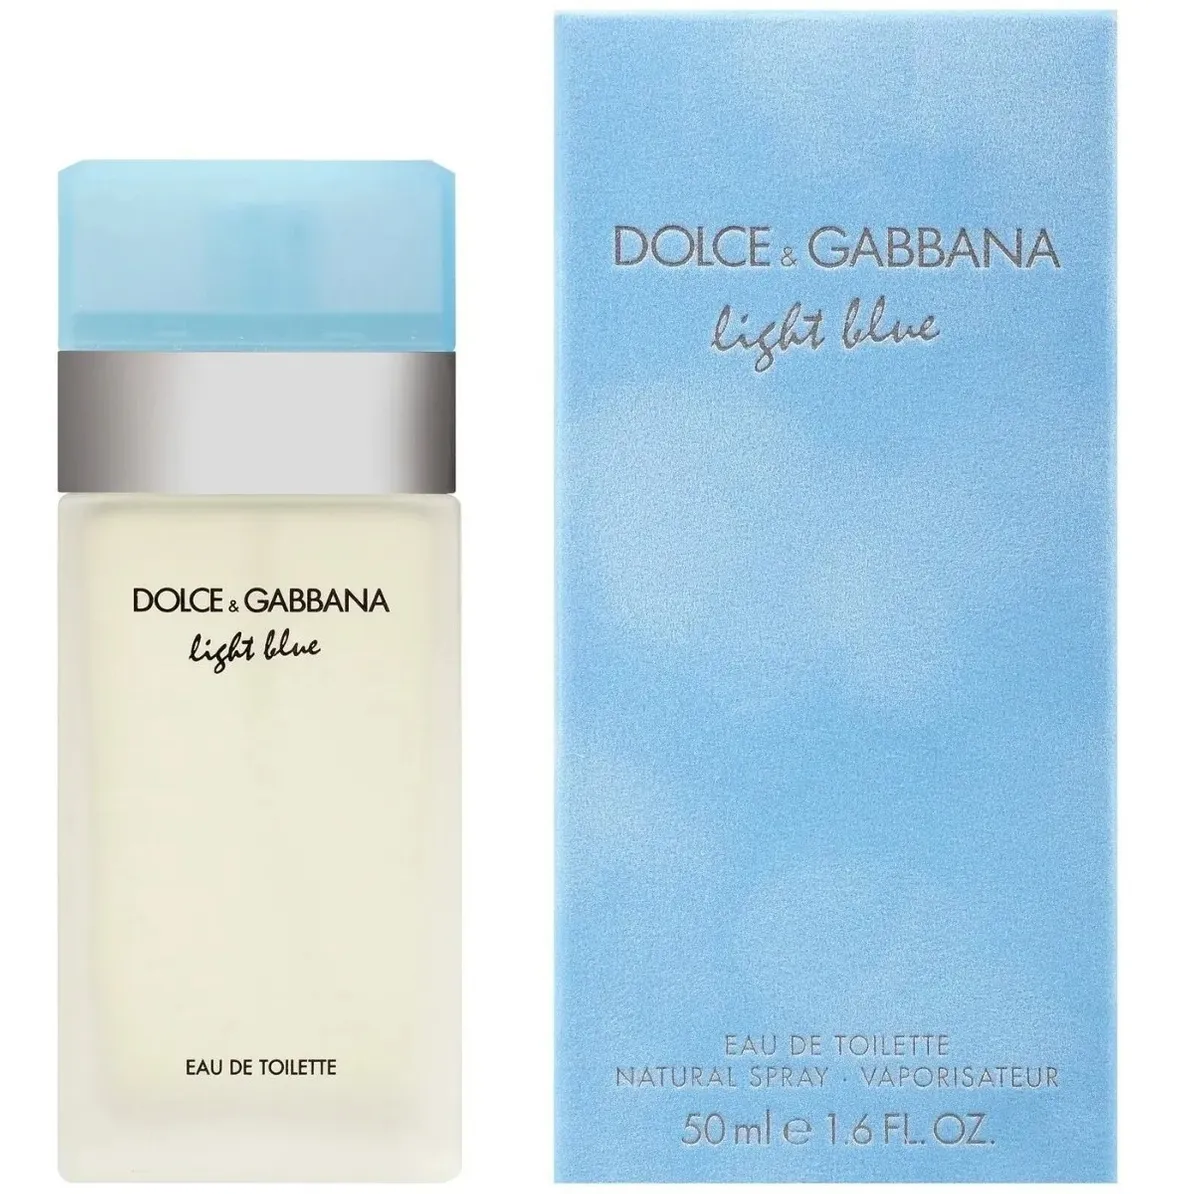 DOLCE & GABBANA
light blue
EAU DE TOILETTE
DOLCE & GABBANA
light blue
EAU DE TOILETTE
NATURAL SPRAY · VAPORISATEUR
50 ml e 1.6 FL. OZ.